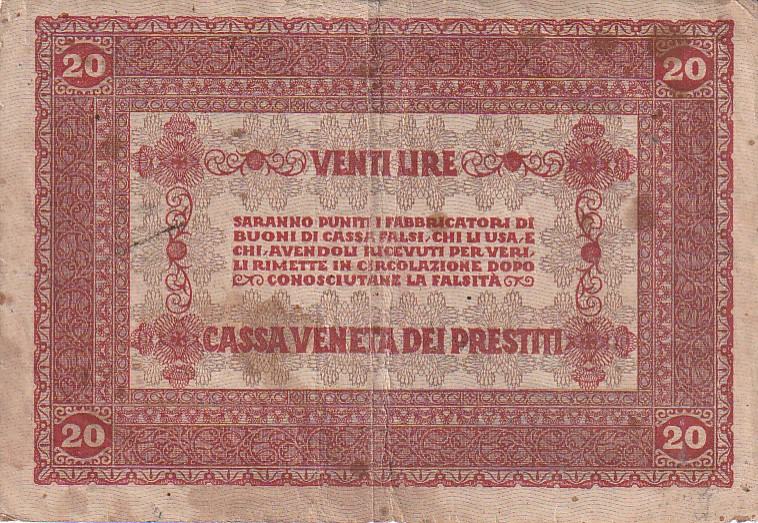 20 20
VENTI LIRE
SARANNO PUNITI I FABBRICATORI DI
BUONI DI CASSA FALSI, CHI LI USA, E
CHI, AVENDOLI RICEVUTI PER VERI,
LI RIMETTE IN CIRCOLAZIONE DOPO
CONOSCIUTANE LA FALSITÀ
CASSA VENETA DEI PRESTITI
20 20